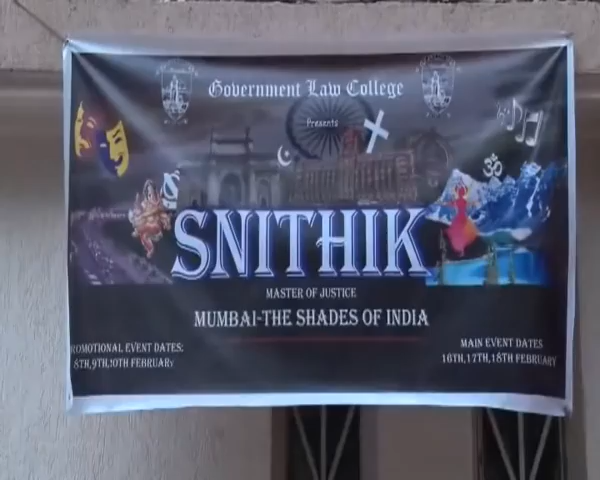 Government Law College
Presents
ॐ
SNITHIK
MASTER OF JUSTICE
MUMBAI-THE SHADES OF INDIA
ROMOTIONAL EVENT DATES:
8TH,9TH,10TH FEBRUARY
MAIN EVENT DATES
16TH,17TH,18TH FEBRUARY